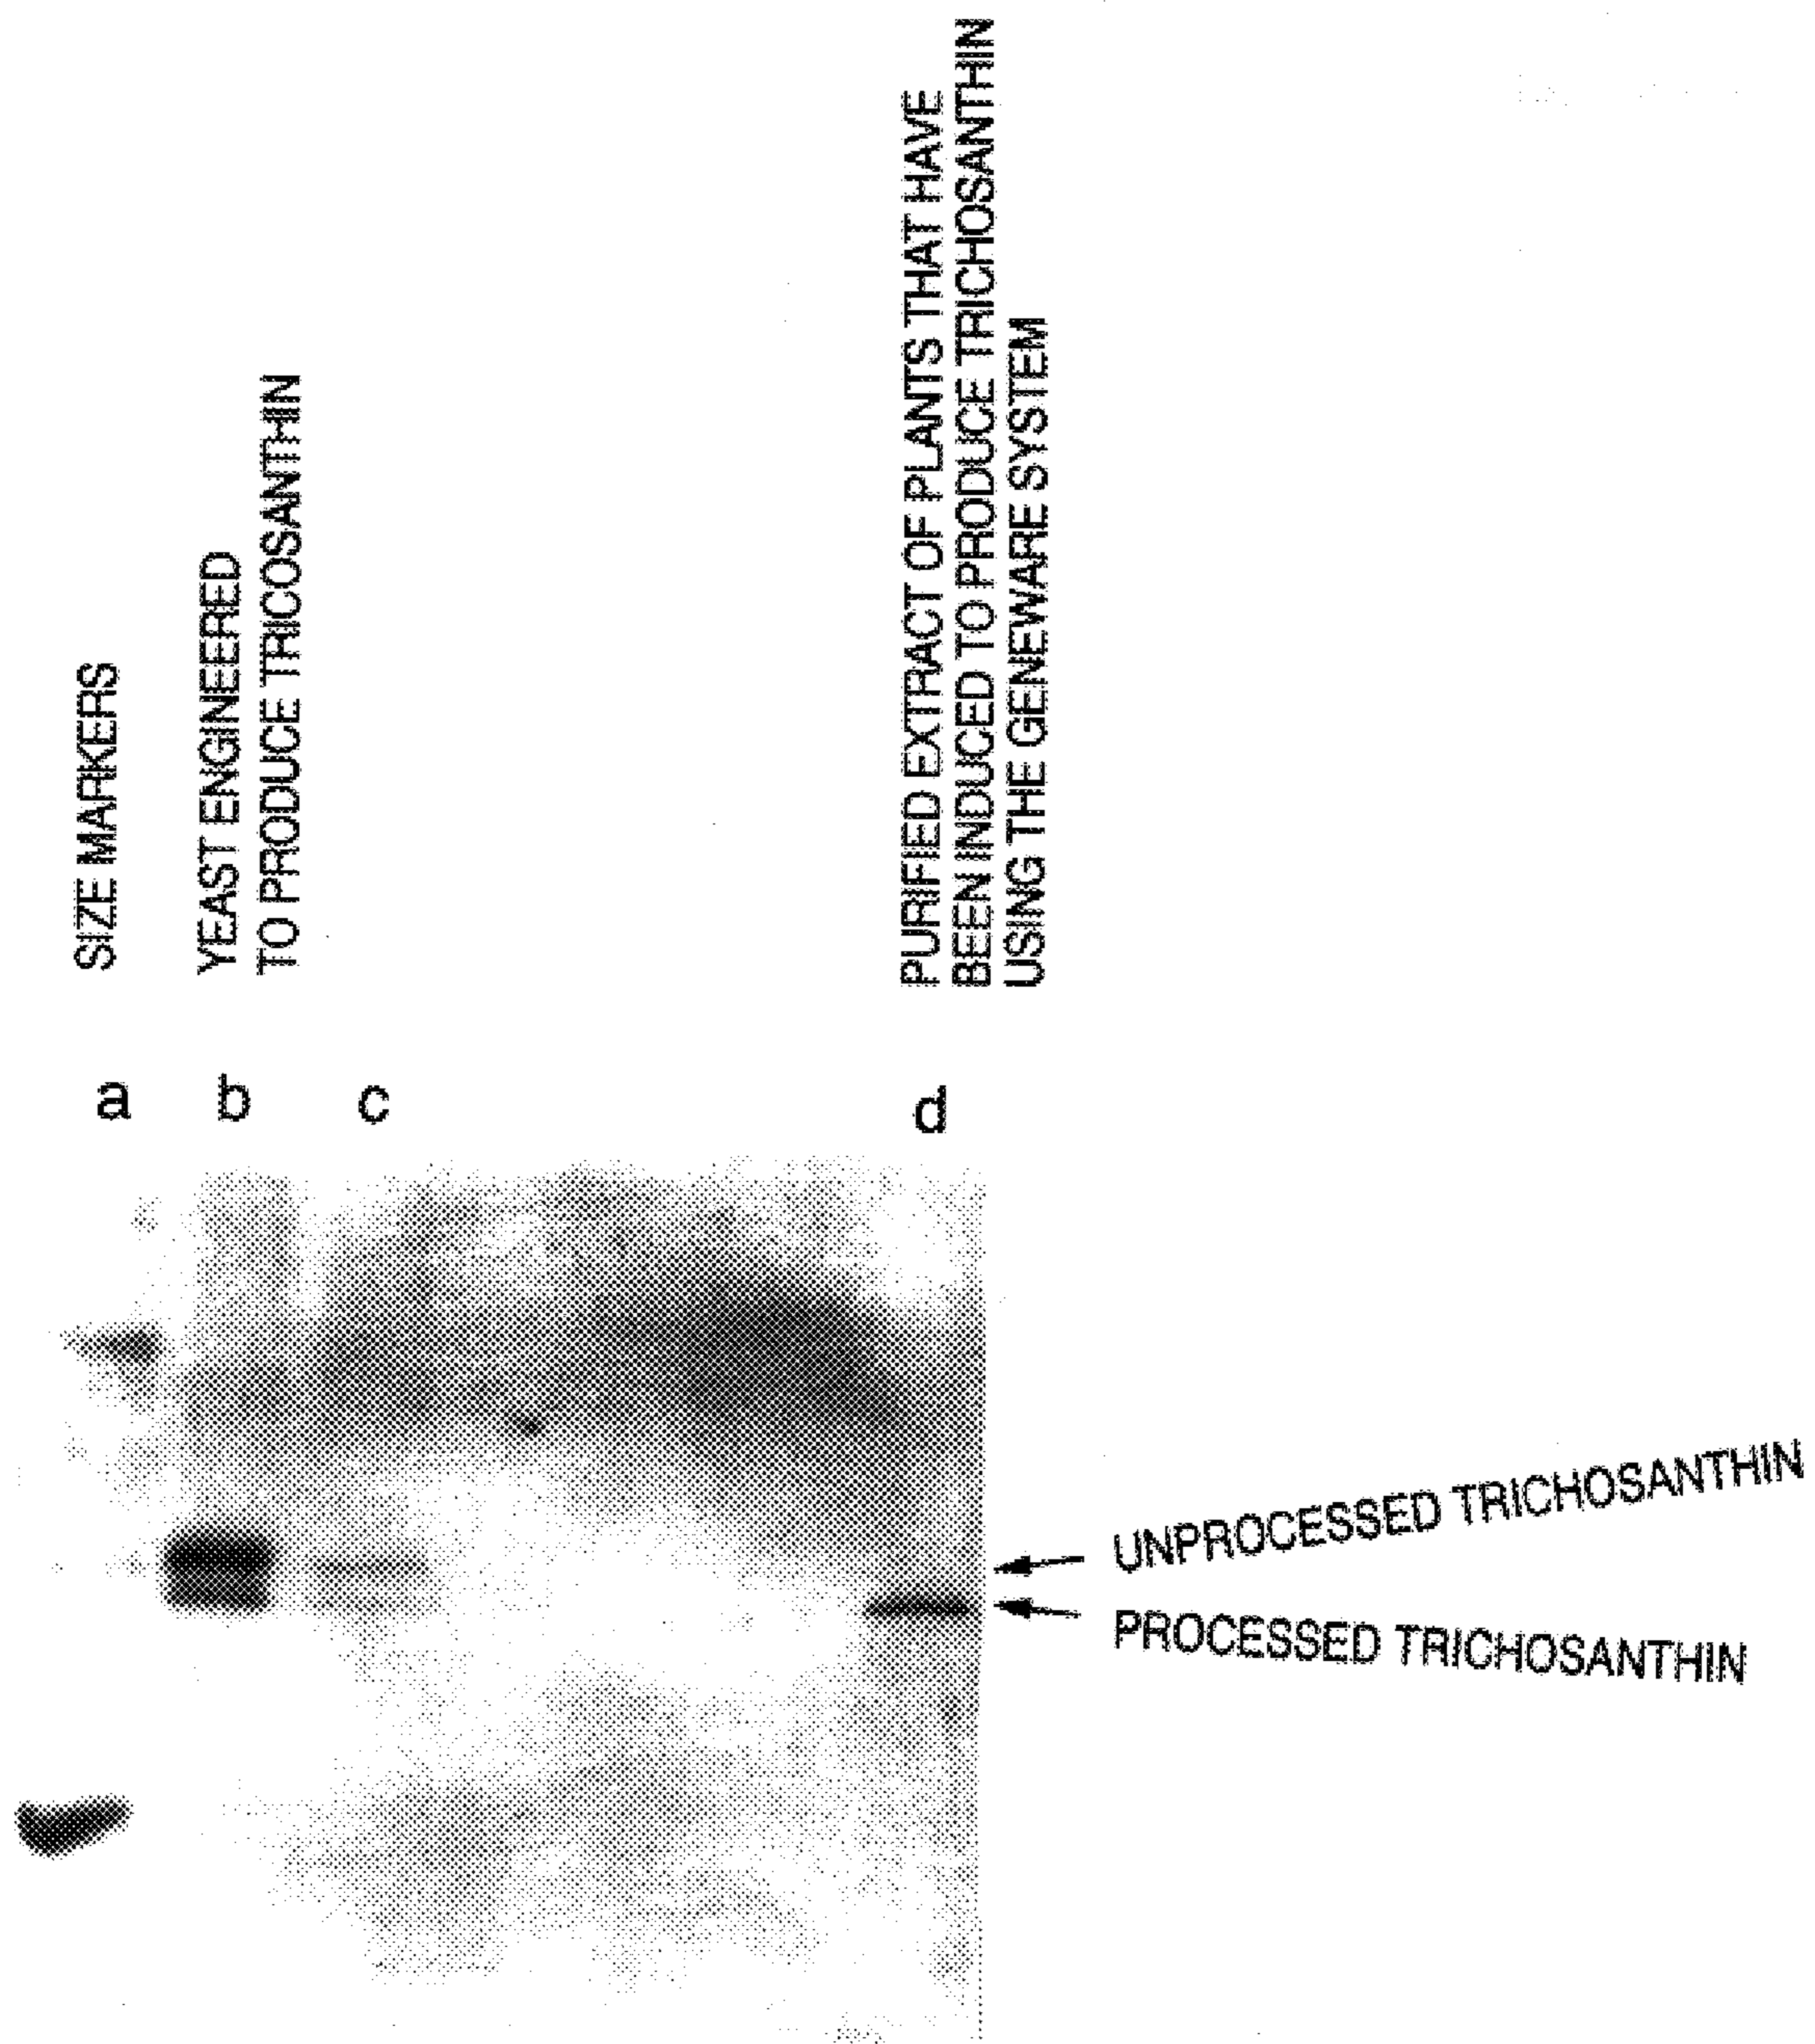 SIZE MARKERS
YEAST ENGINEERED
TO PRODUCE TRICOSANTHIN
PURIFIED EXTRACT OF PLANTS THAT HAVE
BEEN INDUCED TO PRODUCE TRICHOSANTHIN
USING THE GENEWARE SYSTEM
a
b
c
d
UNPROCESSED TRICHOSANTHIN
PROCESSED TRICHOSANTHIN